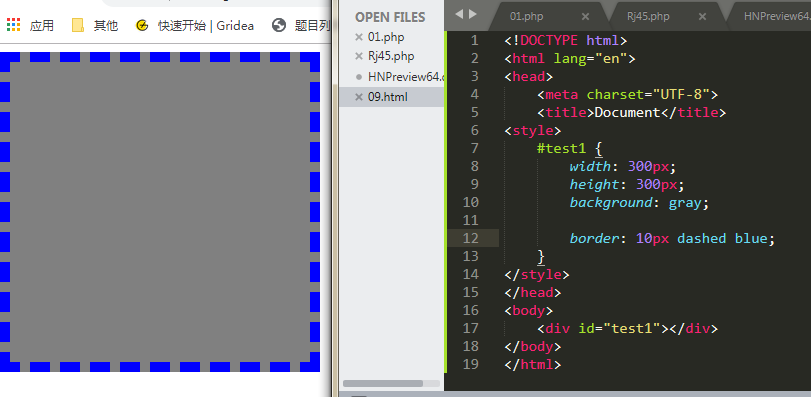 应用
其他
快速开始 | Gridea
题目列
OPEN FILES
01.php
Rj45.php
HNPreview64.c
09.html
01.php
Rj45.php
HNPreview64
1 <!DOCTYPE html>
2 <html lang="en">
3 <head>
4 <meta charset="UTF-8">
5 <title>Document</title>
6 <style>
7 #test1 {
8 width: 300px;
9 height: 300px;
10 background: gray;
11
12 border: 10px dashed blue;
13 }
14 </style>
15 </head>
16 <body>
17 <div id="test1"></div>
18 </body>
19 </html>